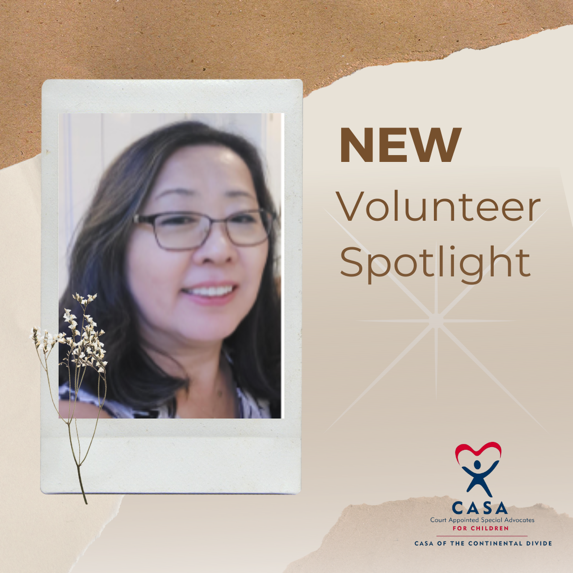 NEW
Volunteer
Spotlight
CASA
Court Appointed Special Advocates
FOR CHILDREN
CASA OF THE CONTINENTAL DIVIDE